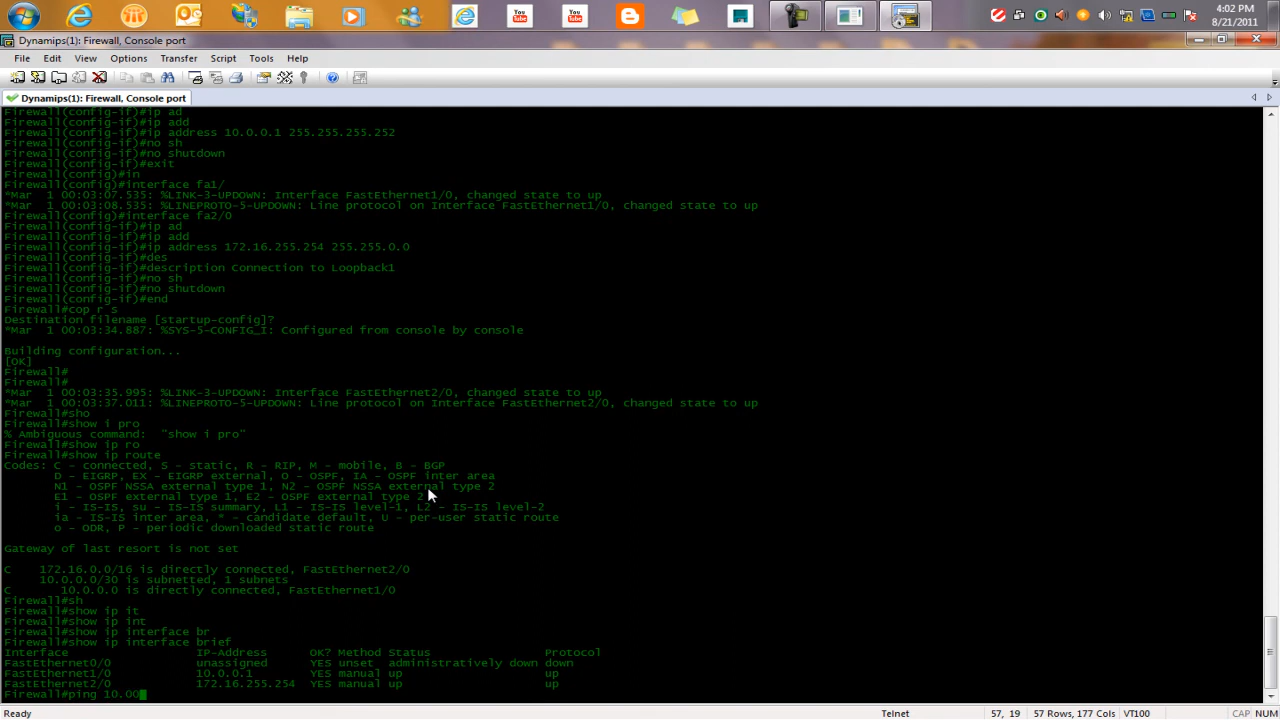 4:02 PM
8/21/2011
You Tube
You Tube
Dynamips(1): Firewall, Console port
File Edit View Options Transfer Script Tools Help
Dynamips(1): Firewall, Console port
Firewall(config-if)#ip ad
Firewall(config-if)#ip add
Firewall(config-if)#ip address 10.0.0.1 255.255.255.252
Firewall(config-if)#no sh
Firewall(config-if)#no shutdown
Firewall(config-if)#exit
Firewall(config)#in
Firewall(config)#interface fa1/
*Mar  1 00:03:07.535: %LINK-3-UPDOWN: Interface FastEthernet1/0, changed state to up
*Mar  1 00:03:08.535: %LINEPROTO-5-UPDOWN: Line protocol on Interface FastEthernet1/0, changed state to up
Firewall(config)#interface fa2/0
Firewall(config-if)#ip ad
Firewall(config-if)#ip add
Firewall(config-if)#ip address 172.16.255.254 255.255.0.0
Firewall(config-if)#des
Firewall(config-if)#description Connection to Loopback1
Firewall(config-if)#no sh
Firewall(config-if)#no shutdown
Firewall(config-if)#end
Firewall#cop r s
Destination filename [startup-config]?
*Mar  1 00:03:34.887: %SYS-5-CONFIG_I: Configured from console by console
Building configuration...
[OK]
Firewall#
Firewall#
*Mar  1 00:03:35.995: %LINK-3-UPDOWN: Interface FastEthernet2/0, changed state to up
*Mar  1 00:03:37.011: %LINEPROTO-5-UPDOWN: Line protocol on Interface FastEthernet2/0, changed state to up
Firewall#sho
Firewall#show i pro
% Ambiguous command:  "show i pro"
Firewall#show ip ro
Firewall#show ip route
Codes: C - connected, S - static, R - RIP, M - mobile, B - BGP
D - EIGRP, EX - EIGRP external, O - OSPF, IA - OSPF inter area
N1 - OSPF NSSA external type 1, N2 - OSPF NSSA external type 2
E1 - OSPF external type 1, E2 - OSPF external type 2
i - IS-IS, su - IS-IS summary, L1 - IS-IS level-1, L2 - IS-IS level-2
ia - IS-IS inter area, * - candidate default, U - per-user static route
o - ODR, P - periodic downloaded static route
Gateway of last resort is not set
C    172.16.0.0/16 is directly connected, FastEthernet2/0
10.0.0.0/30 is subnetted, 1 subnets
C       10.0.0.0 is directly connected, FastEthernet1/0
Firewall#sh
Firewall#show ip it
Firewall#show ip int
Firewall#show ip interface br
Firewall#show ip interface brief
Interface IP-Address OK? Method Status Protocol
FastEthernet0/0 unassigned YES unset administratively down down
FastEthernet1/0 10.0.0.1 YES manual up up
FastEthernet2/0 172.16.255.254 YES manual up up
Firewall#ping 10.00
Ready Telnet 57, 19 57 Rows, 177 Cols VT100 CAP NUM